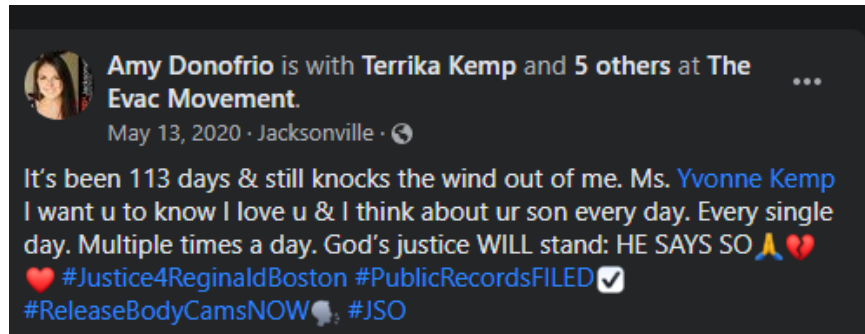 Amy Donofrio is with Terrika Kemp and 5 others at The
Evac Movement.
May 13, 2020 · Jacksonville ·
It's been 113 days & still knocks the wind out of me. Ms. Yvonne Kemp
I want u to know I love u & I think about ur son every day. Every single
day. Multiple times a day. God's justice WILL stand: HE SAYS SO🙏💔
❤️ #Justice4ReginaldBoston #PublicRecordsFILED☑️
#ReleaseBodyCamsNOW🗣️ #JSO